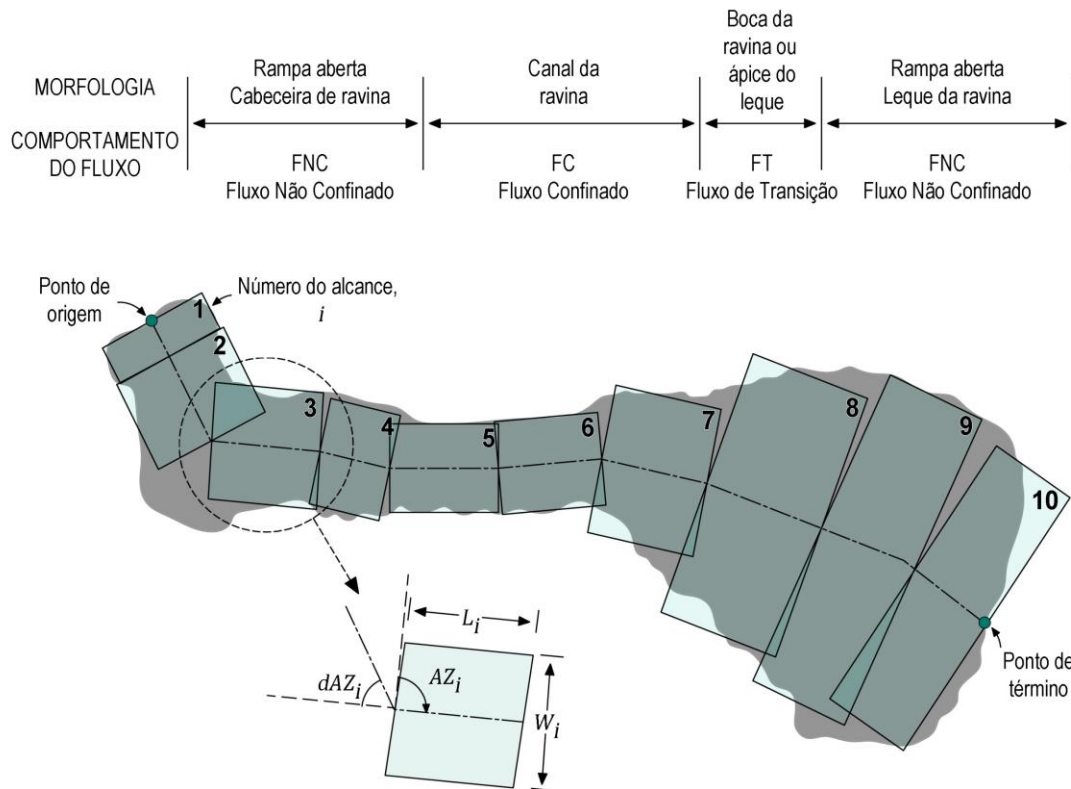 MORFOLOGIA
COMPORTAMENTO
DO FLUXO
Rampa aberta
Cabeceira de ravina
FNC
Fluxo Não Confinado
Canal da
ravina
FC
Fluxo Confinado
Boca da
ravina ou
ápice do
leque
FT
Fluxo de Transição
Rampa aberta
Leque da ravina
FNC
Fluxo Não Confinado
Ponto de
origem
Número do alcance,
i
1
2
3
4
5
6
7
8
9
10
Ponto de
término
L_i
dAZ_i
AZ_i
W_i